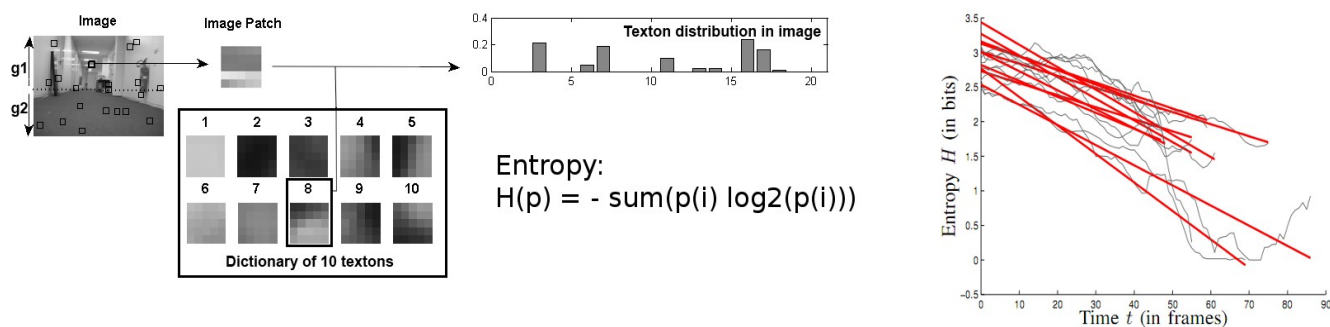 Image
Image Patch
g1
g2
1 2 3 4 5
6 7 8 9 10
Dictionary of 10 textons
Texton distribution in image
0.4
0.2
0
0 5 10 15 20
Entropy:
H(p) = - sum(p(i) log2(p(i)))
Entropy H (in bits)
3.5
3
2.5
2
1.5
1
0.5
0
-0.5
0 10 20 30 40 50 60 70 80 90
Time t (in frames)